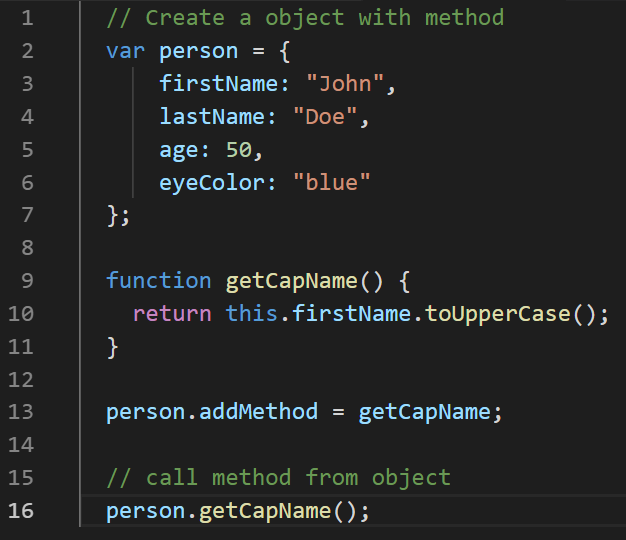 1 // Create a object with method
2 var person = {
3 firstName: "John",
4 lastName: "Doe",
5 age: 50,
6 eyeColor: "blue"
7 };
8
9 function getCapName() {
10 return this.firstName.toUpperCase();
11 }
12
13 person.addMethod = getCapName;
14
15 // call method from object
16 person.getCapName();